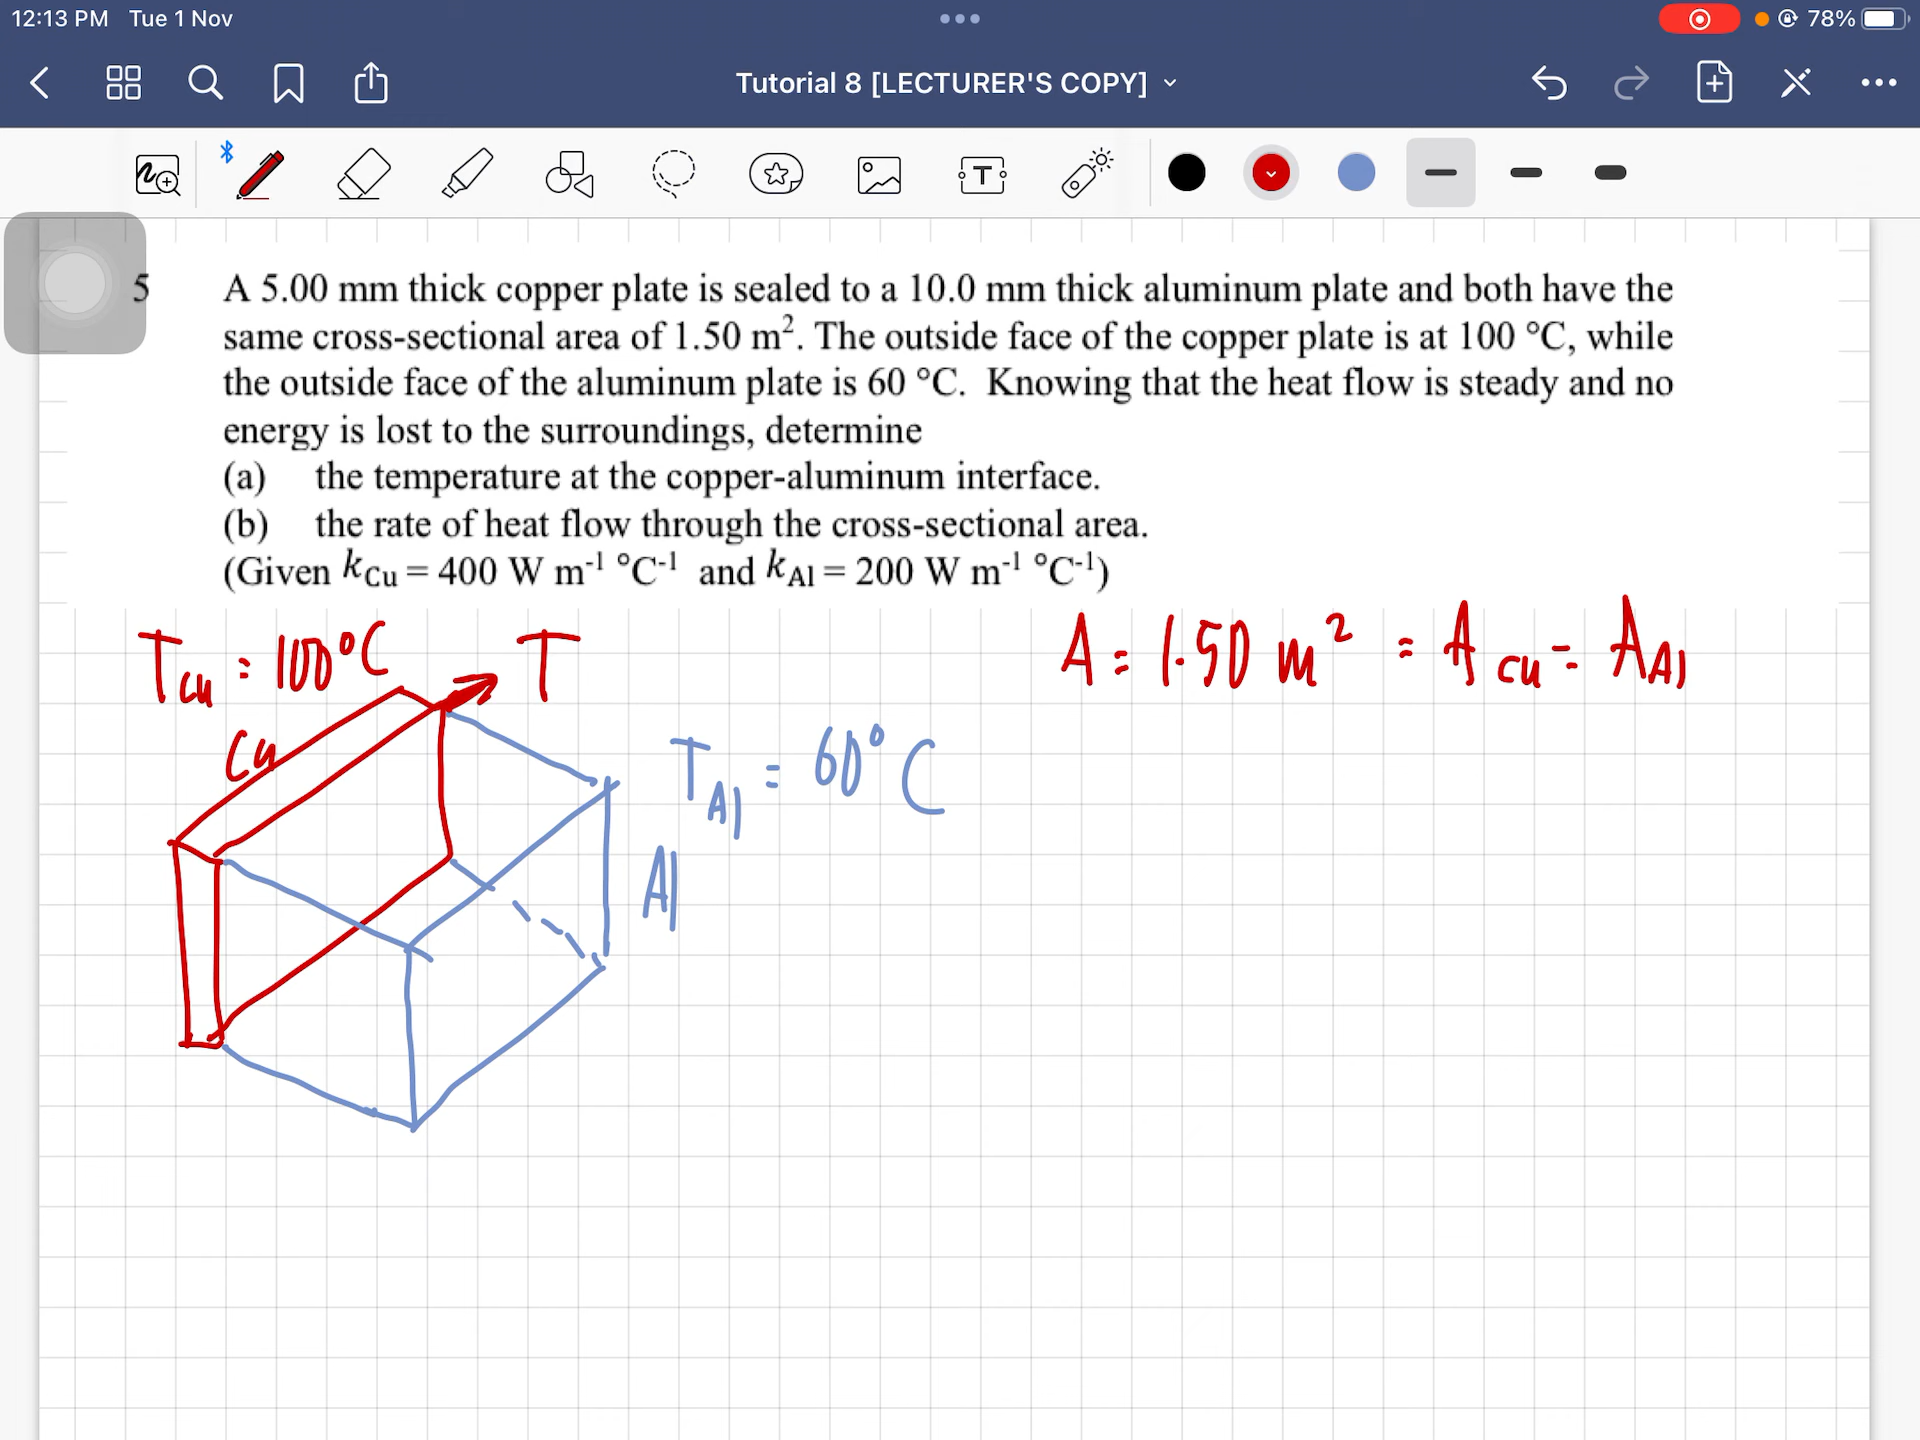 12:13 PM Tue 1 Nov
78%
Tutorial 8 [LECTURER'S COPY]
5 A 5.00 mm thick copper plate is sealed to a 10.0 mm thick aluminum plate and both have the
same cross-sectional area of 1.50 m². The outside face of the copper plate is at 100 °C, while
the outside face of the aluminum plate is 60 °C. Knowing that the heat flow is steady and no
energy is lost to the surroundings, determine
(a) the temperature at the copper-aluminum interface.
(b) the rate of heat flow through the cross-sectional area.
(Given kCu = 400 W m⁻¹ °C⁻¹ and kAl = 200 W m⁻¹ °C⁻¹)
TCu = 100°C
T
A = 1.50 m² = ACu = AAl
Cu
TAl = 60°C
Al